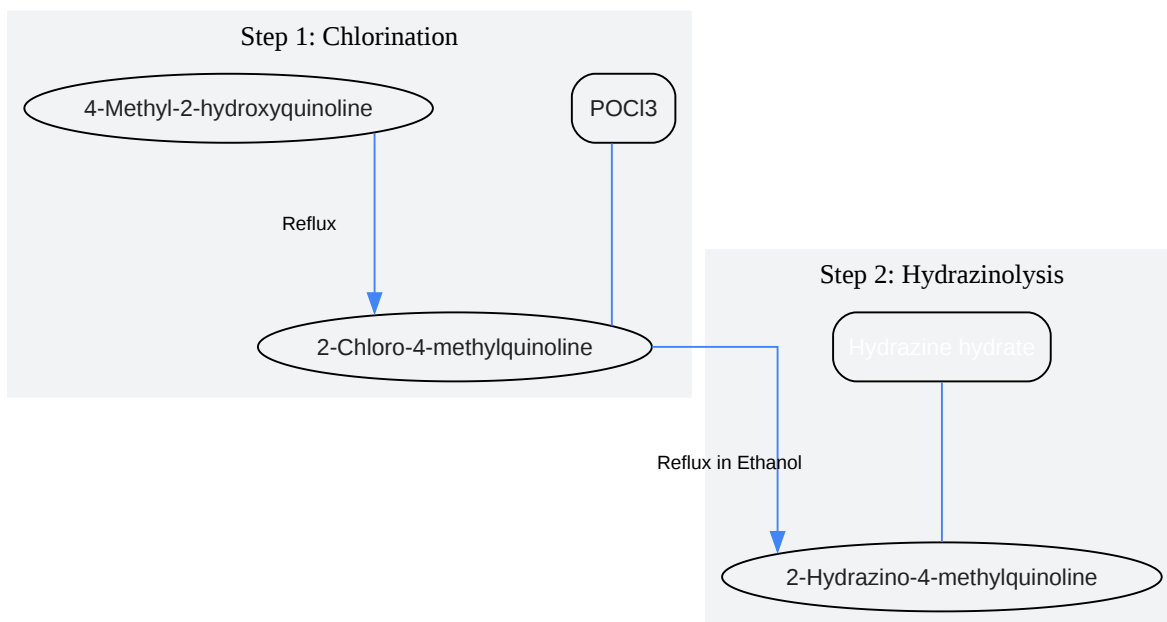 Step 1: Chlorination
4-Methyl-2-hydroxyquinoline
POCl3
Reflux
2-Chloro-4-methylquinoline
Step 2: Hydrazinolysis
Hydrazine hydrate
Reflux in Ethanol
2-Hydrazino-4-methylquinoline